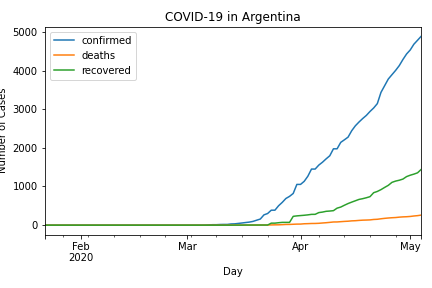 COVID-19 in Argentina
5000
4000
3000
2000
1000
0
confirmed
deaths
recovered
Number of Cases
Feb
2020
Mar
Apr
May
Day